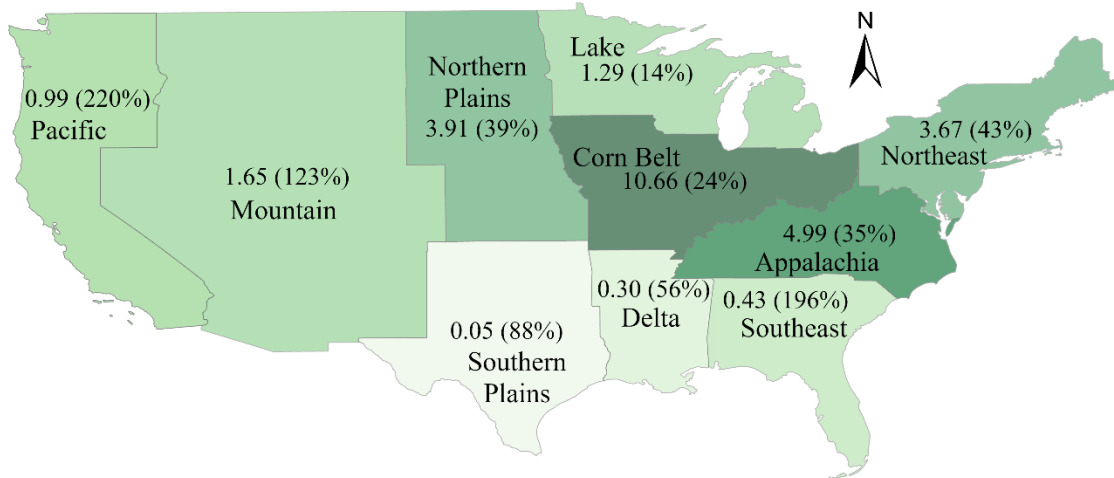 N
Lake
1.29 (14%)
Northern
Plains
3.91 (39%)
0.99 (220%)
Pacific
3.67 (43%)
Northeast
Corn Belt
10.66 (24%)
1.65 (123%)
Mountain
4.99 (35%)
Appalachia
0.30 (56%)
Delta
0.43 (196%)
Southeast
0.05 (88%)
Southern
Plains